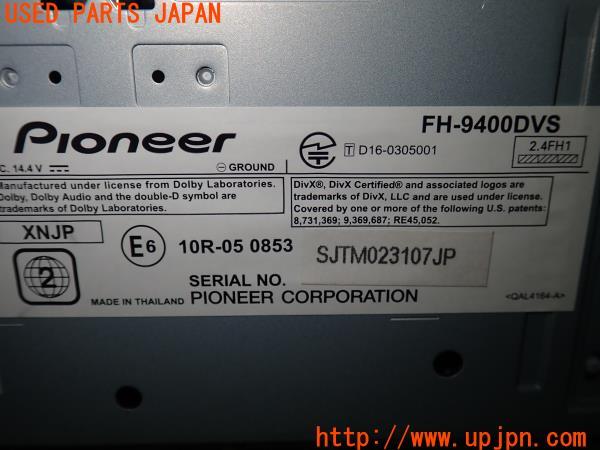 USED PARTS JAPAN
Pioneer
FH-9400DVS
C. 14.4 V
GROUND
T D16-0305001
2.4FH1
Manufactured under license from Dolby Laboratories.
Dolby, Dolby Audio and the double-D symbol are
trademarks of Dolby Laboratories.
DivX®, DivX Certified® and associated logos are
trademarks of DivX, LLC and are used under license.
Covered by one or more of the following U.S. patents:
8,731,369; 9,369,687; RE45,052.
XNJP
E6 10R-05 0853
SJTM023107JP
2
SERIAL NO.
MADE IN THAILAND PIONEER CORPORATION
<QAL4164-A>
UPJ http://www.upjpn.com